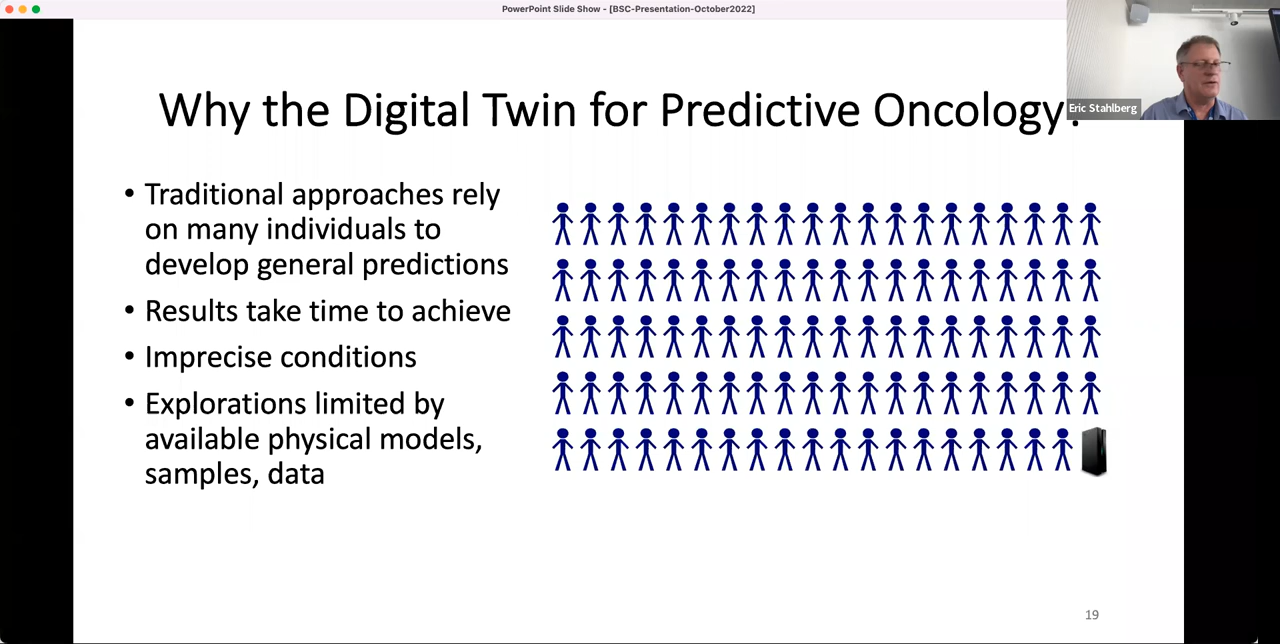 PowerPoint Slide Show - [BSC-Presentation-October2022]
Why the Digital Twin for Predictive Oncology?
Eric Stahlberg
• Traditional approaches rely
on many individuals to
develop general predictions
• Results take time to achieve
• Imprecise conditions
• Explorations limited by
available physical models,
samples, data
19